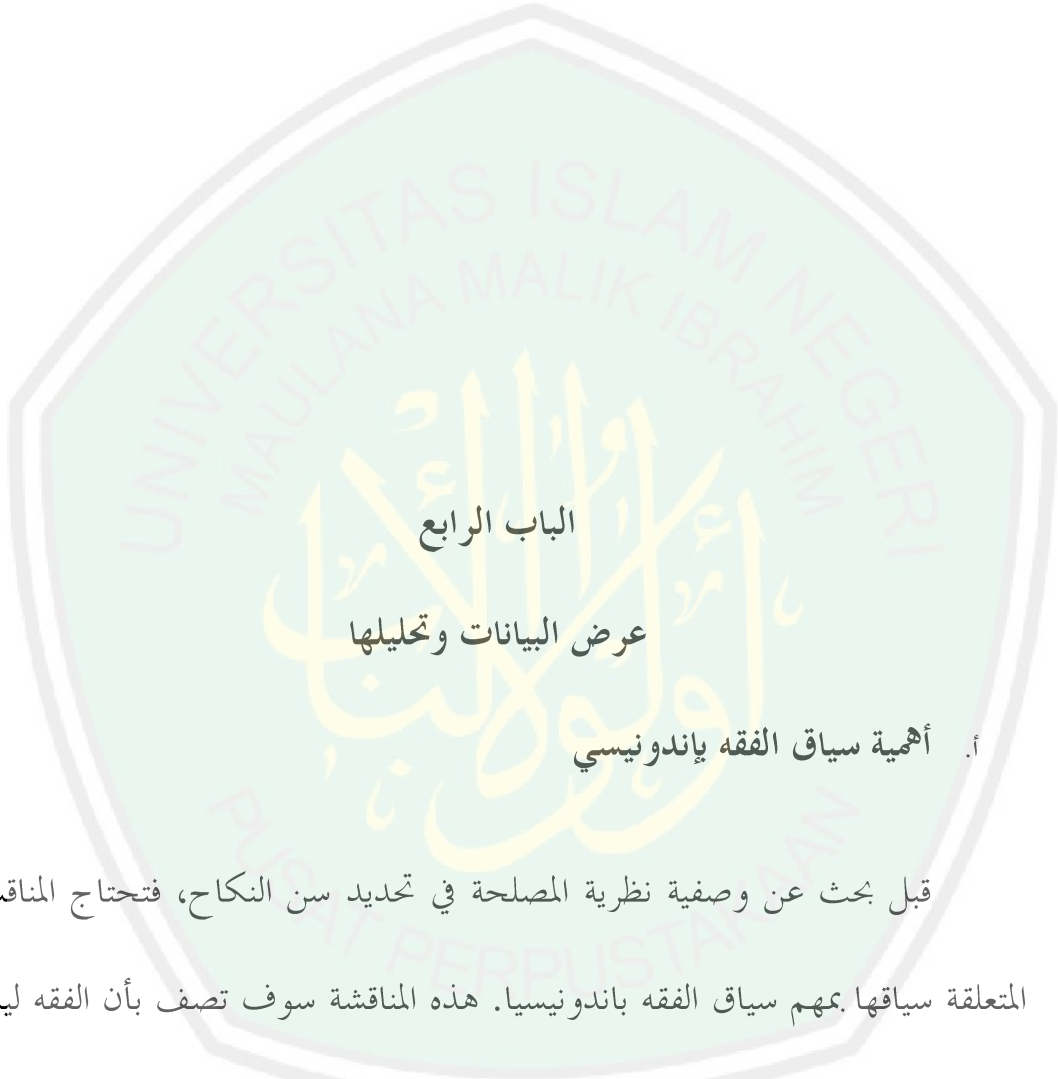 UNIVERSITAS ISLAM NEGERI
MAULANA MALIK IBRAHIM
الباب الرابع
عرض البيانات وتحليلها
أ. أهمية سياق الفقه بإندونيسي
قبل بحث عن وصفية نظرية المصلحة في تحديد سن النكاح، فتحتاج
المتعلقة سياقها بمهم سياق الفقه باندونيسيا. هذه المناقشة سوف تصف بأن الفقه
PUSAT PERPUSTAKAAN